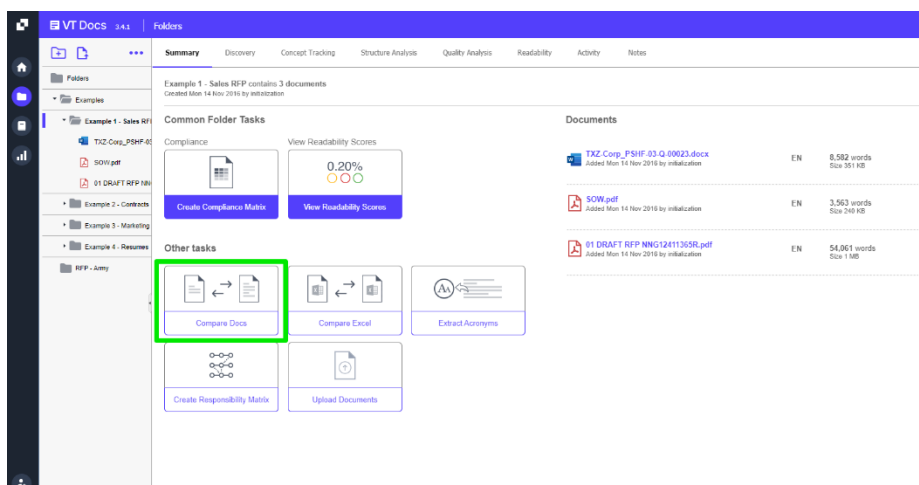 VT Docs 3.4.1 Folders
Summary Discovery Concept Tracking Structure Analysis Quality Analysis Readability Activity Notes
Folders
Examples
Example 1 - Sales RFI
TXZ-Corp_PSHF-03
SOW.pdf
01 DRAFT RFP NNG
Example 2 - Contracts
Example 3 - Marketing
Example 4 - Resumes
RFP - Army
Example 1 - Sales RFP contains 3 documents
Created Mon 14 Nov 2016 by initialization
Common Folder Tasks
Compliance
Create Compliance Matrix
View Readability Scores
0.20%
View Readability Scores
Other tasks
Compare Docs
Compare Excel
AA
Extract Acronyms
Create Responsibility Matrix
Upload Documents
Documents
TXZ-Corp_PSHF-03-Q-00023.docx EN 8,582 words
Added Mon 14 Nov 2016 by initialization Size 351 KB
SOW.pdf EN 3,563 words
Added Mon 14 Nov 2016 by initialization Size 240 KB
01 DRAFT RFP NNG12411365R.pdf EN 54,061 words
Added Mon 14 Nov 2016 by initialization Size 1 MB